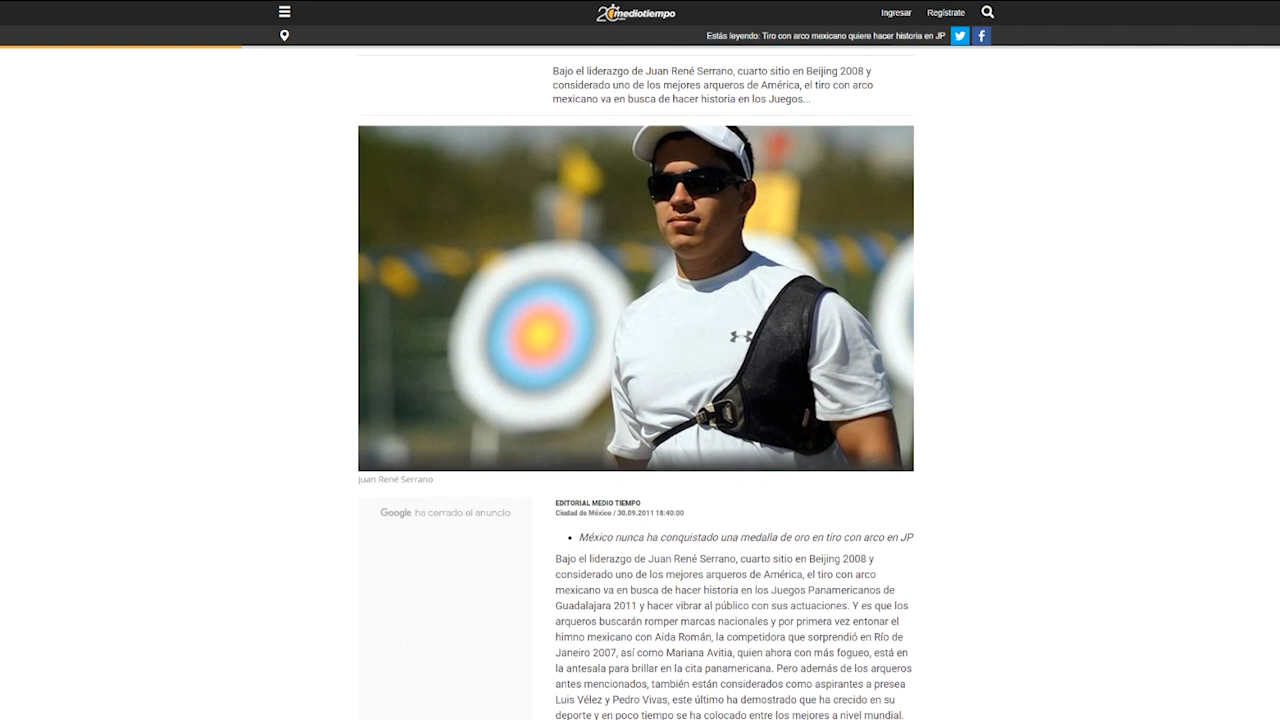 20 mediotiempo
Ingresar
Regístrate
Estás leyendo: Tiro con arco mexicano quiere hacer historia en JP
Bajo el liderazgo de Juan René Serrano, cuarto sitio en Beijing 2008 y
considerado uno de los mejores arqueros de América, el tiro con arco
mexicano va en busca de hacer historia en los Juegos...
Juan René Serrano
Google ha cerrado el anuncio
EDITORIAL MEDIO TIEMPO
Ciudad de México / 30.09.2011 18:40:00
• México nunca ha conquistado una medalla de oro en tiro con arco en JP
Bajo el liderazgo de Juan René Serrano, cuarto sitio en Beijing 2008 y
considerado uno de los mejores arqueros de América, el tiro con arco
mexicano va en busca de hacer historia en los Juegos Panamericanos de
Guadalajara 2011 y hacer vibrar al público con sus actuaciones. Y es que los
arqueros buscarán romper marcas nacionales y por primera vez entonar el
himno mexicano con Aida Román, la competidora que sorprendió en Río de
Janeiro 2007, así como Mariana Avitia, quien ahora con más fogueo, está en
la antesala para brillar en la cita panamericana. Pero además de los arqueros
antes mencionados, también están considerados como aspirantes a presea
Luis Vélez y Pedro Vivas, este último ha demostrado que ha crecido en su
deporte y en poco tiempo se ha colocado entre los mejores a nivel mundial.